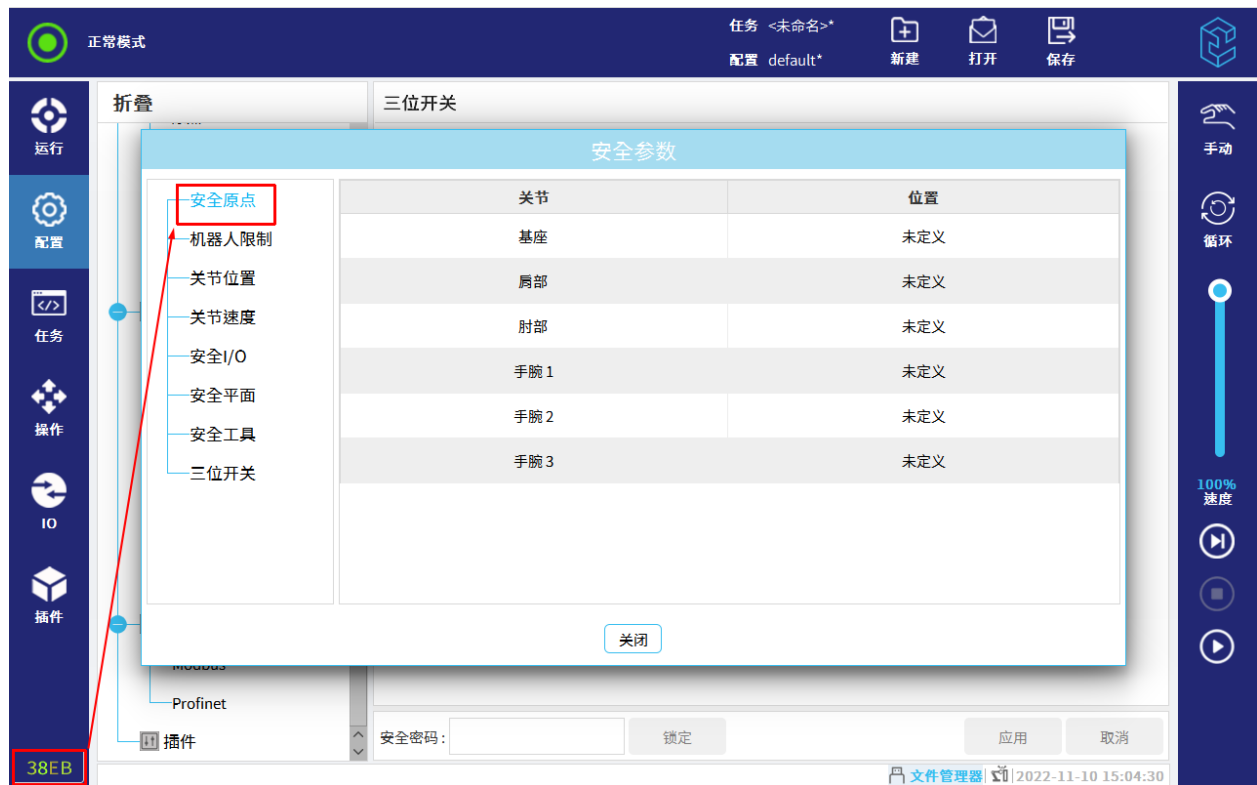 正常模式
任务 <未命名>*
配置 default*
新建
打开
保存
运行
配置
任务
操作
IO
插件
38EB
折叠
三位开关
安全参数
安全原点
机器人限制
关节位置
关节速度
安全I/O
安全平面
安全工具
三位开关
关节 位置
基座 未定义
肩部 未定义
肘部 未定义
手腕 1 未定义
手腕 2 未定义
手腕 3 未定义
关闭
Modbus
Profinet
插件
安全密码:
锁定
应用
取消
文件管理器
2022-11-10 15:04:30
手动
循环
100%
速度